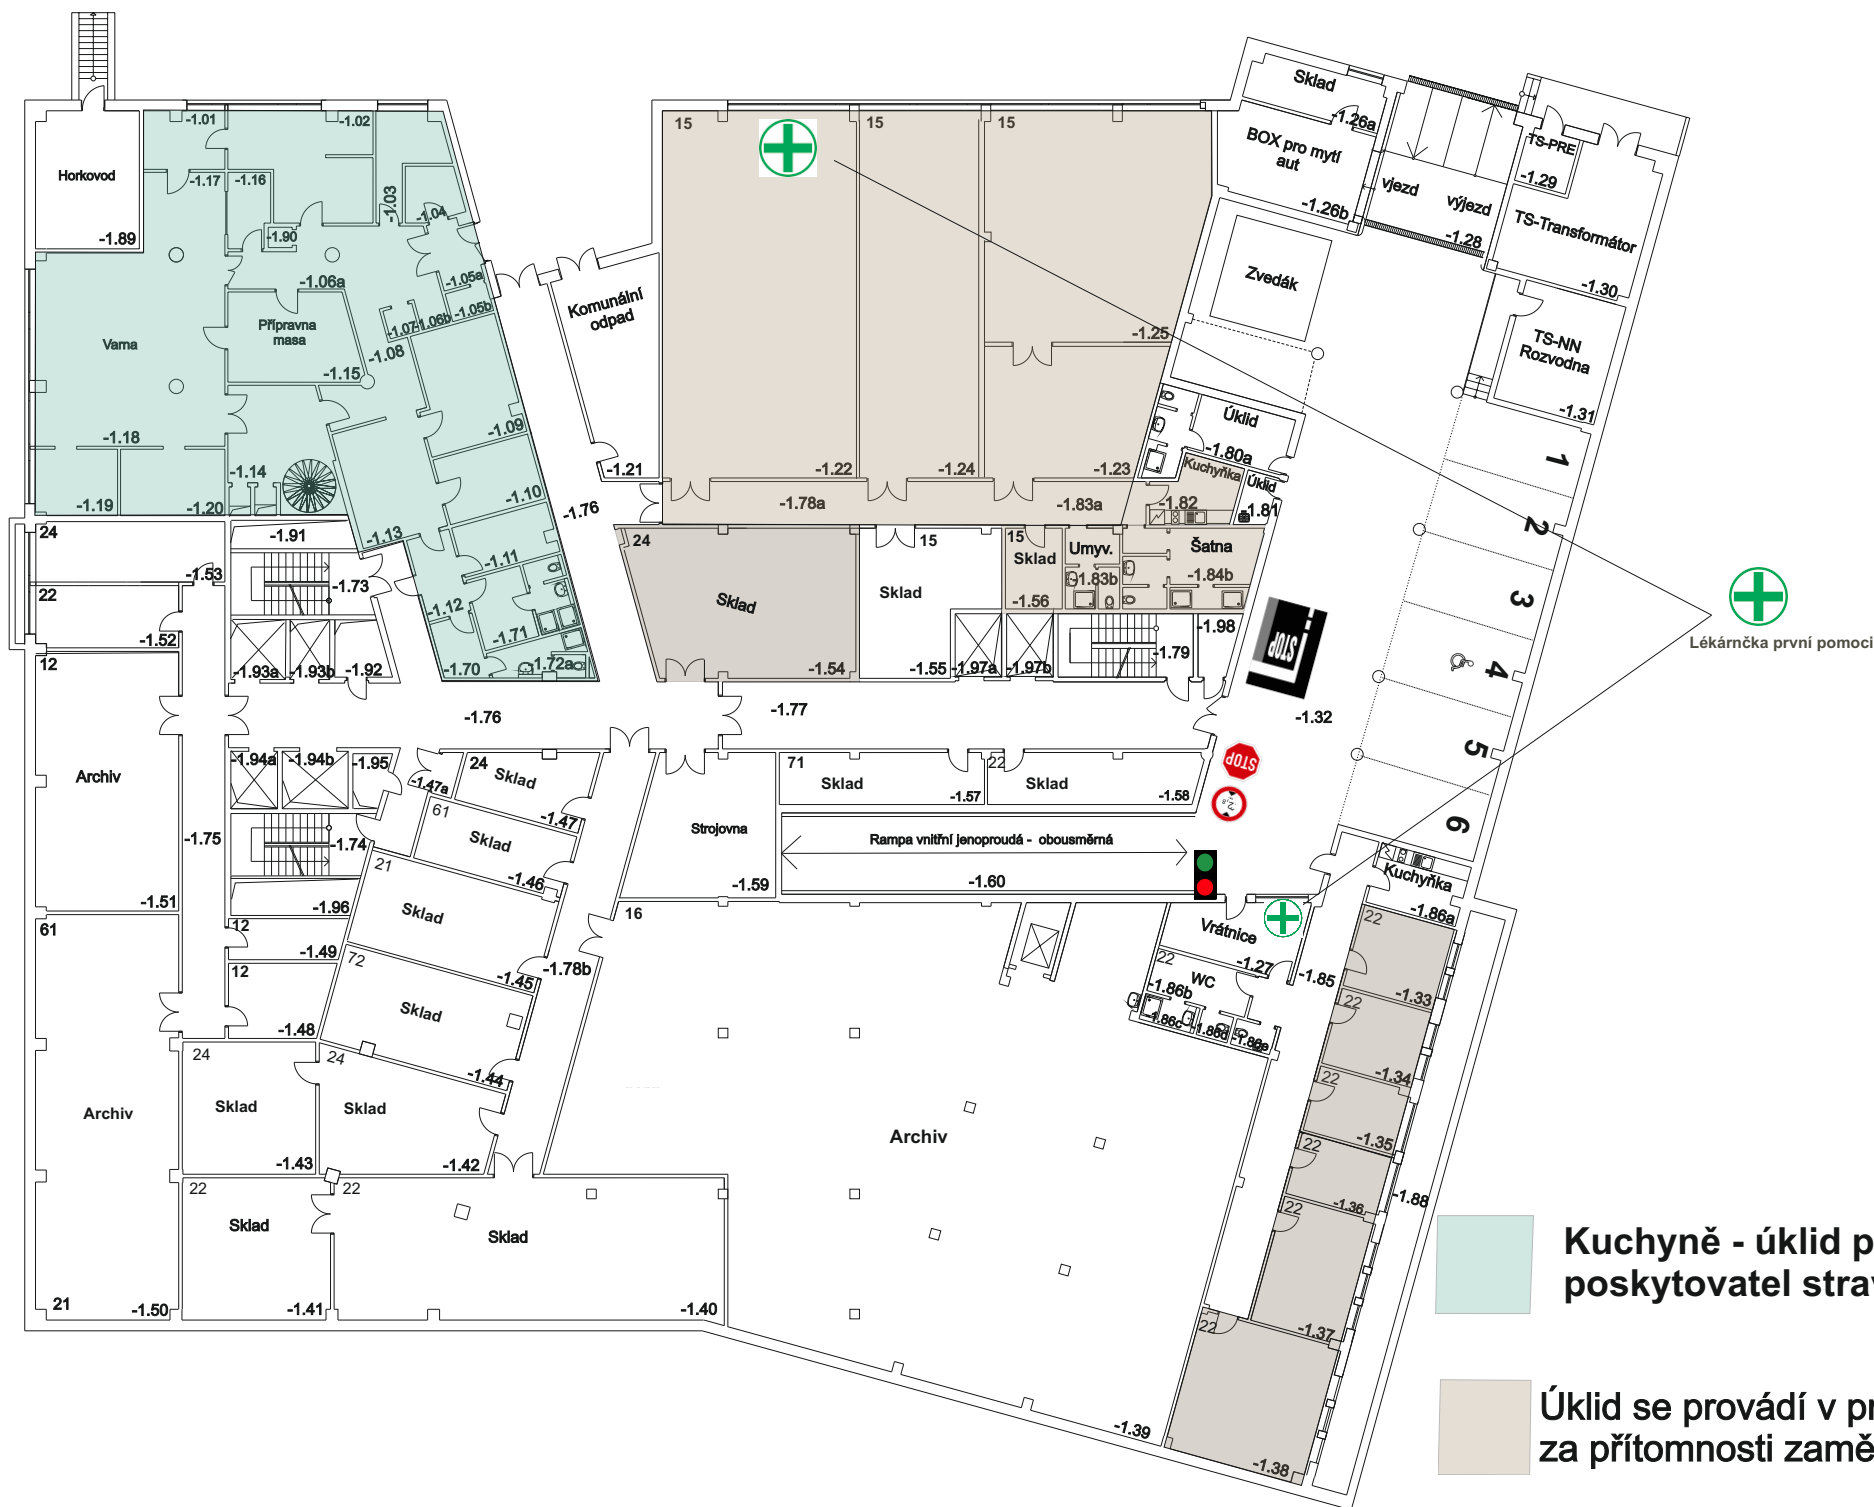 Sklad
-1.26a
BOX pro mytí
aut
-1.26b
vjezd
výjezd
-1.28
TS-PRE
-1.29
TS-Transformátor
-1.30
TS-NN
Rozvodna
-1.31
Zvedák
Horkovod
-1.89
-1.01
-1.02
-1.17
-1.16
-1.03
-1.04
-1.90
-1.06a
-1.05a
-1.05b
-1.06b
-1.07
-1.08
Varna
Přípravna
masa
-1.15
-1.18
-1.14
-1.19
-1.20
-1.09
-1.10
-1.13
-1.11
-1.12
-1.71
-1.70
-1.72a
Komunální
odpad
-1.21
-1.76
15
-1.22
15
-1.24
15
-1.25
-1.23
-1.78a
-1.83a
Úklid
-1.80a
Kuchyňka
-1.82
Úklid
-1.81
24
Sklad
-1.54
15
Sklad
-1.55
15
Sklad
-1.56
Umyv.
-1.83b
Šatna
-1.84b
-1.97a
-1.97b
-1.79
-1.98
STOP
-1.32
1
2
3
4
5
6
Lékárnčka první pomoci
24
-1.53
22
-1.52
12
Archiv
-1.51
-1.91
-1.73
-1.93a
-1.93b
-1.92
-1.76
-1.77
-1.94a
-1.94b
-1.95
-1.75
-1.74
-1.96
12
-1.49
12
-1.48
-1.47a
24
Sklad
-1.47
61
Sklad
-1.46
21
Sklad
-1.45
72
Sklad
-1.44
-1.78b
Strojovna
-1.59
71
Sklad
-1.57
22
Sklad
-1.58
Rampa vnitřní jenoproudá - obousměrná
-1.60
STOP
Vrátnice
-1.27
22
WC
-1.86b
-1.86c
-1.86d
-1.86e
-1.85
Kuchyňka
-1.86a
22
-1.33
22
-1.34
22
-1.35
22
-1.36
22
-1.37
22
-1.38
-1.88
61
Archiv
21
-1.50
24
Sklad
-1.43
24
Sklad
-1.42
22
Sklad
-1.41
22
Sklad
-1.40
16
Archiv
-1.39
Kuchyně - úklid p
poskytovatel strav
Úklid se provádí v pr
za přítomnosti zamě